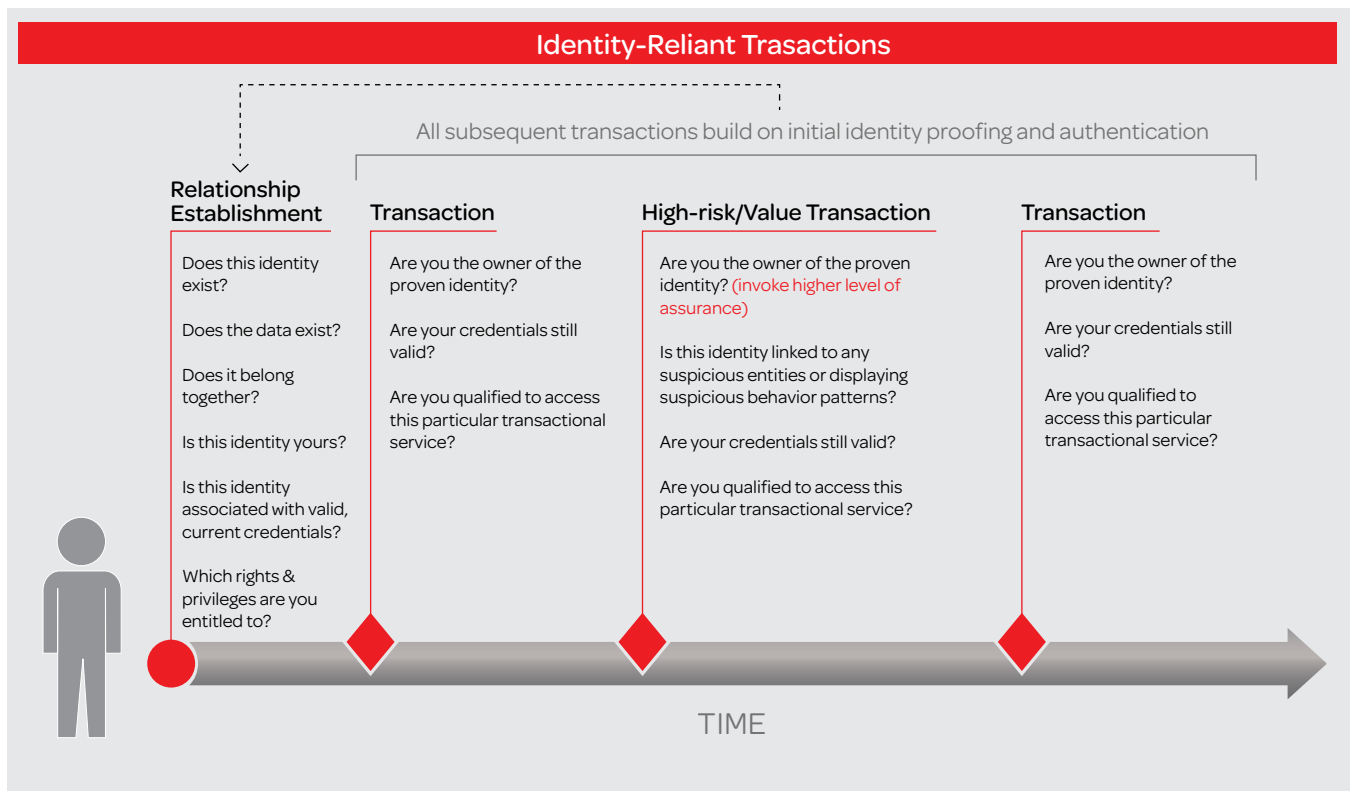 Identity-Reliant Trasactions
All subsequent transactions build on initial identity proofing and authentication
Relationship
Establishment
Does this identity
exist?
Does the data exist?
Does it belong
together?
Is this identity yours?
Is this identity
associated with valid,
current credentials?
Which rights &
privileges are you
entitled to?
Transaction
Are you the owner of the
proven identity?
Are your credentials still
valid?
Are you qualified to access
this particular transactional
service?
High-risk/Value Transaction
Are you the owner of the proven
identity? (invoke higher level of
assurance)
Is this identity linked to any
suspicious entities or displaying
suspicious behavior patterns?
Are your credentials still valid?
Are you qualified to access this
particular transactional service?
Transaction
Are you the owner of the
proven identity?
Are your credentials still
valid?
Are you qualified to
access this particular
transactional service?
TIME